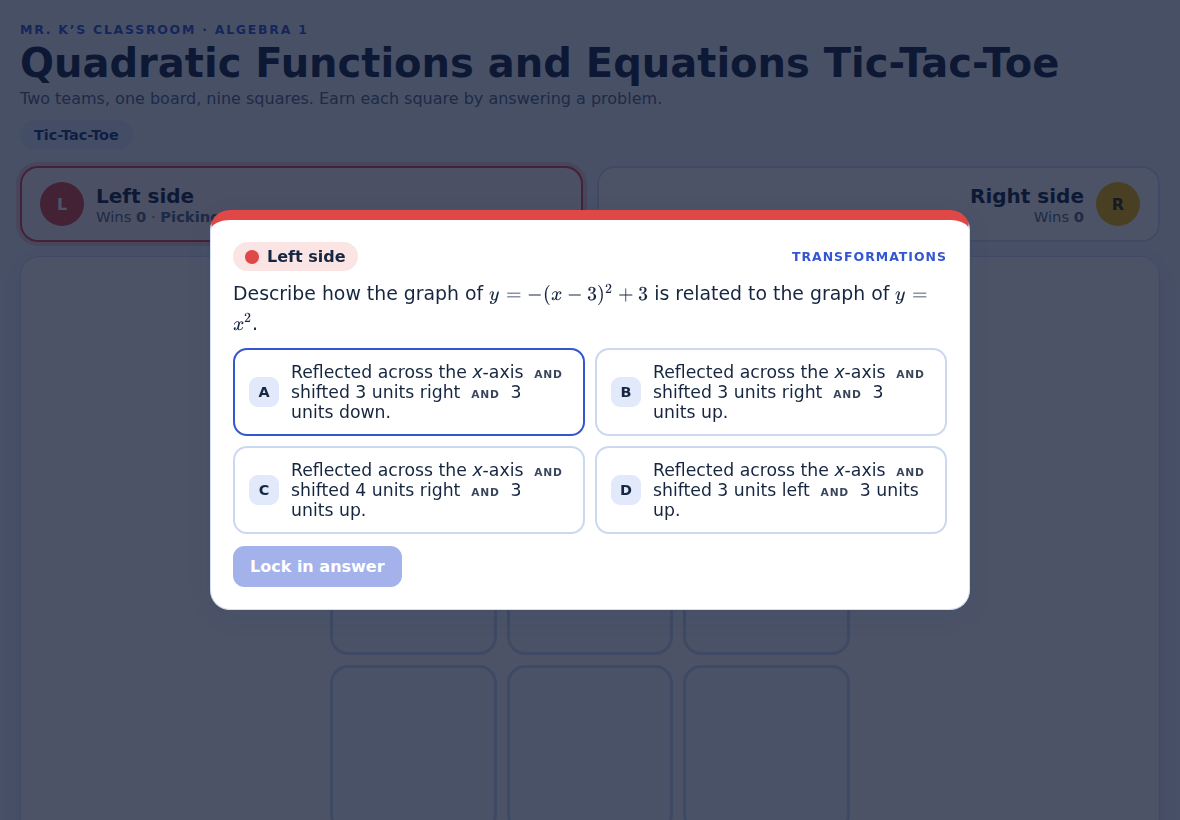 MR. K'S CLASSROOM · ALGEBRA 1
Quadratic Functions and Equations Tic-Tac-Toe
Two teams, one board, nine squares. Earn each square by answering a problem.
Tic-Tac-Toe
L
Left side
Wins 0 · Picking
Right side
Wins 0
R
Left side
TRANSFORMATIONS
Describe how the graph of y = −(x − 3)² + 3 is related to the graph of y =
x².
A
Reflected across the x-axis AND
shifted 3 units right AND 3
units down.
B
Reflected across the x-axis AND
shifted 3 units right AND 3
units up.
C
Reflected across the x-axis AND
shifted 4 units right AND 3
units up.
D
Reflected across the x-axis AND
shifted 3 units left AND 3 units
up.
Lock in answer